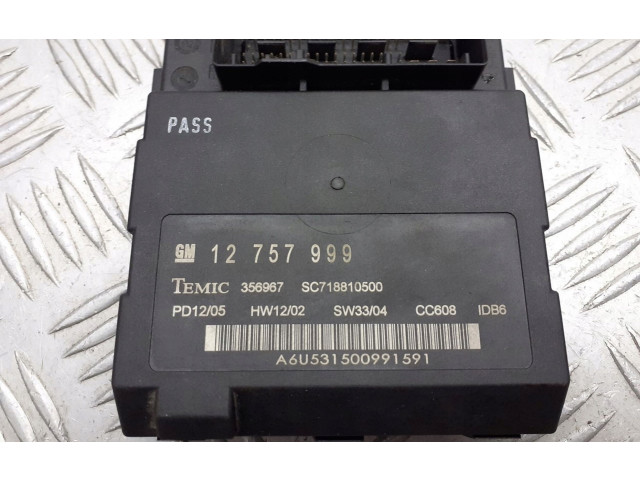 PASS
GM 12 757 999
TEMIC 356967 SC718810500
PD12/05 HW12/02 SW33/04 CC608 IDB6
A6U531500991591